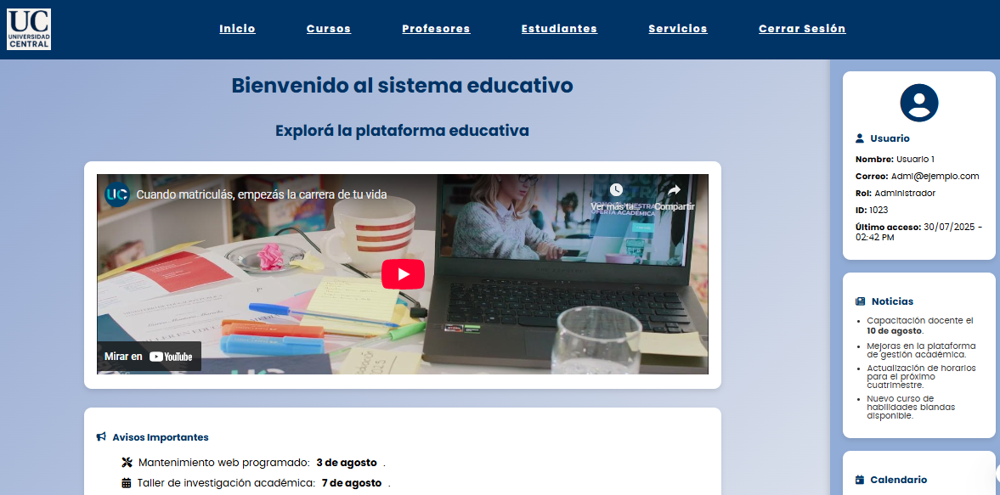 UC
UNIVERSIDAD
CENTRAL
Inicio
Cursos
Profesores
Estudiantes
Servicios
Cerrar Sesión
Bienvenido al sistema educativo
Explorá la plataforma educativa
UC
Cuando matriculás, empezás la carrera de tu vida
Ver más ta...
Compartir
OFERTA ACADÉMICA
Mirar en YouTube
Avisos Importantes
Mantenimiento web programado: 3 de agosto .
Taller de investigación académica: 7 de agosto .
Usuario
Nombre: Usuario 1
Correo: Admi@ejemplo.com
Rol: Administrador
ID: 1023
Último acceso: 30/07/2025 -
02:42 PM
Noticias
Capacitación docente el
10 de agosto.
Mejoras en la plataforma
de gestión académica.
Actualización de horarios
para el próximo
cuatrimestre.
Nuevo curso de
habilidades blandas
disponible.
Calendario